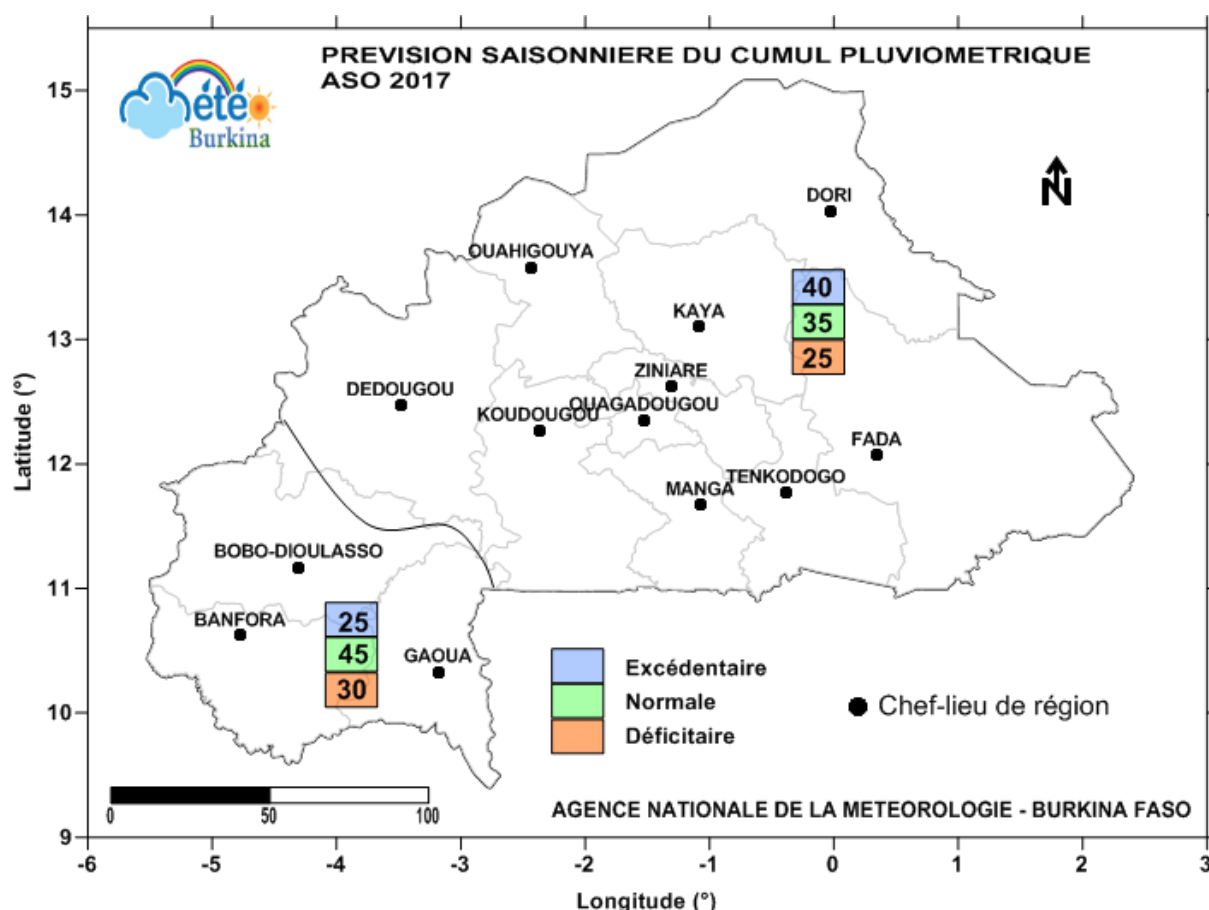 PREVISION SAISONNIERE DU CUMUL PLUVIOMETRIQUE
ASO 2017
Météo
Burkina
N
15
14
13
12
11
10
9
Latitude (°)
DORI
OUAHIGOUYA
40
35
25
KAYA
ZINIARE
DEDOUGOU
OUAGADOUGOU
KOUDOUGOU
FADA
TENKODOGO
MANGA
BOBO-DIOULASSO
BANFORA
25
45
30
GAOUA
Excédentaire
Normale
Déficitaire
Chef-lieu de région
0 50 100
AGENCE NATIONALE DE LA METEOROLOGIE - BURKINA FASO
-6 -5 -4 -3 -2 -1 0 1 2 3
Longitude (°)